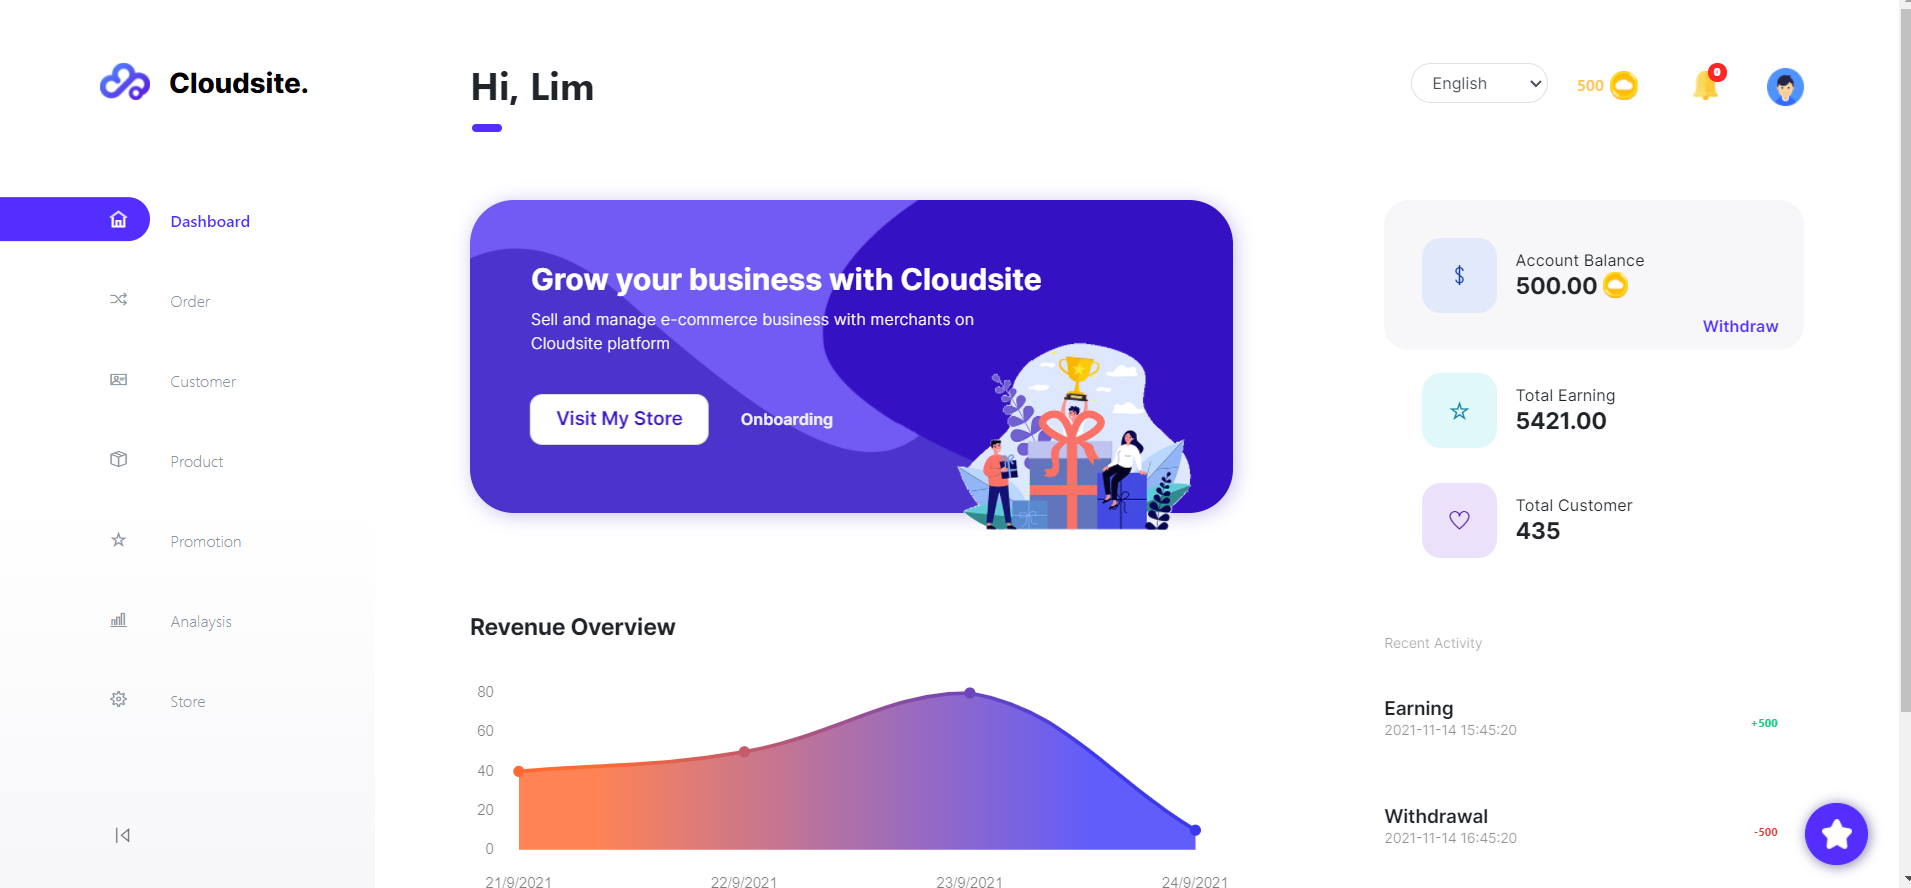 Cloudsite.
Hi, Lim
English
500
0
Dashboard
Order
Customer
Product
Promotion
Analaysis
Store
Grow your business with Cloudsite
Sell and manage e-commerce business with merchants on
Cloudsite platform
Visit My Store
Onboarding
$
Account Balance
500.00
Withdraw
Total Earning
5421.00
Total Customer
435
Revenue Overview
80
60
40
20
0
21/9/2021
22/9/2021
23/9/2021
24/9/2021
Recent Activity
Earning
2021-11-14 15:45:20
+500
Withdrawal
2021-11-14 16:45:20
-500